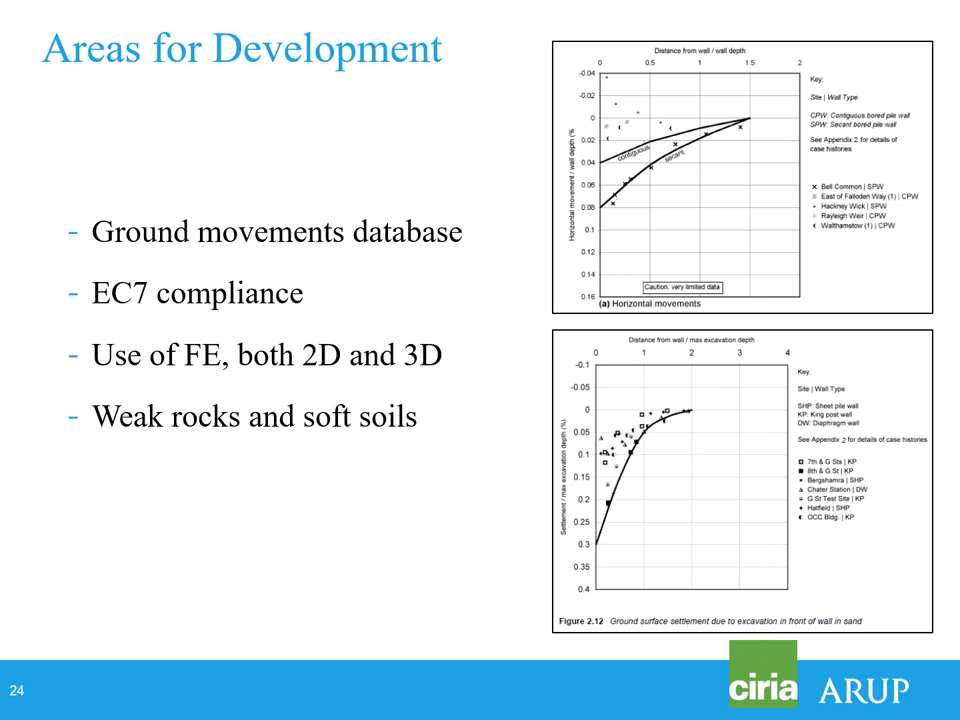 Areas for Development
- Ground movements database
- EC7 compliance
- Use of FE, both 2D and 3D
- Weak rocks and soft soils
Distance from wall / wall depth
0 0.5 1 1.5 2
-0.04
-0.02
0
0.02
0.04
0.06
0.08
0.1
0.12
0.14
0.16
Horizontal movement / wall depth (%
contiguous
secant
Caution: very limited data
(a) Horizontal movements
Key:
Site | Wall Type
CPW: Contiguous bored pile wall
SPW: Secant bored pile wall
See Appendix 2 for details of
case histories
Bell Common | SPW
East of Falloden Way (1) | CPW
Hackney Wick | SPW
Rayleigh Weir | CPW
Walthamstow (1) | CPW
Distance from wall / max excavation depth
0 1 2 3 4
-0.1
-0.05
0
0.05
0.1
0.15
0.2
0.25
0.3
0.35
0.4
Settlement / max excavation depth (%)
Key:
Site | Wall Type
SHP: Sheet pile wall
KP: King post wall
DW: Diaphragm wall
See Appendix 2 for details of case histories
7th & G Sts | KP
8th & G St | KP
Bergshamra | SHP
Chater Station | DW
G St Test Site | KP
Hatfield | SHP
OCC Bldg. | KP
Figure 2.12 Ground surface settlement due to excavation in front of wall in sand
24
ciria
ARUP